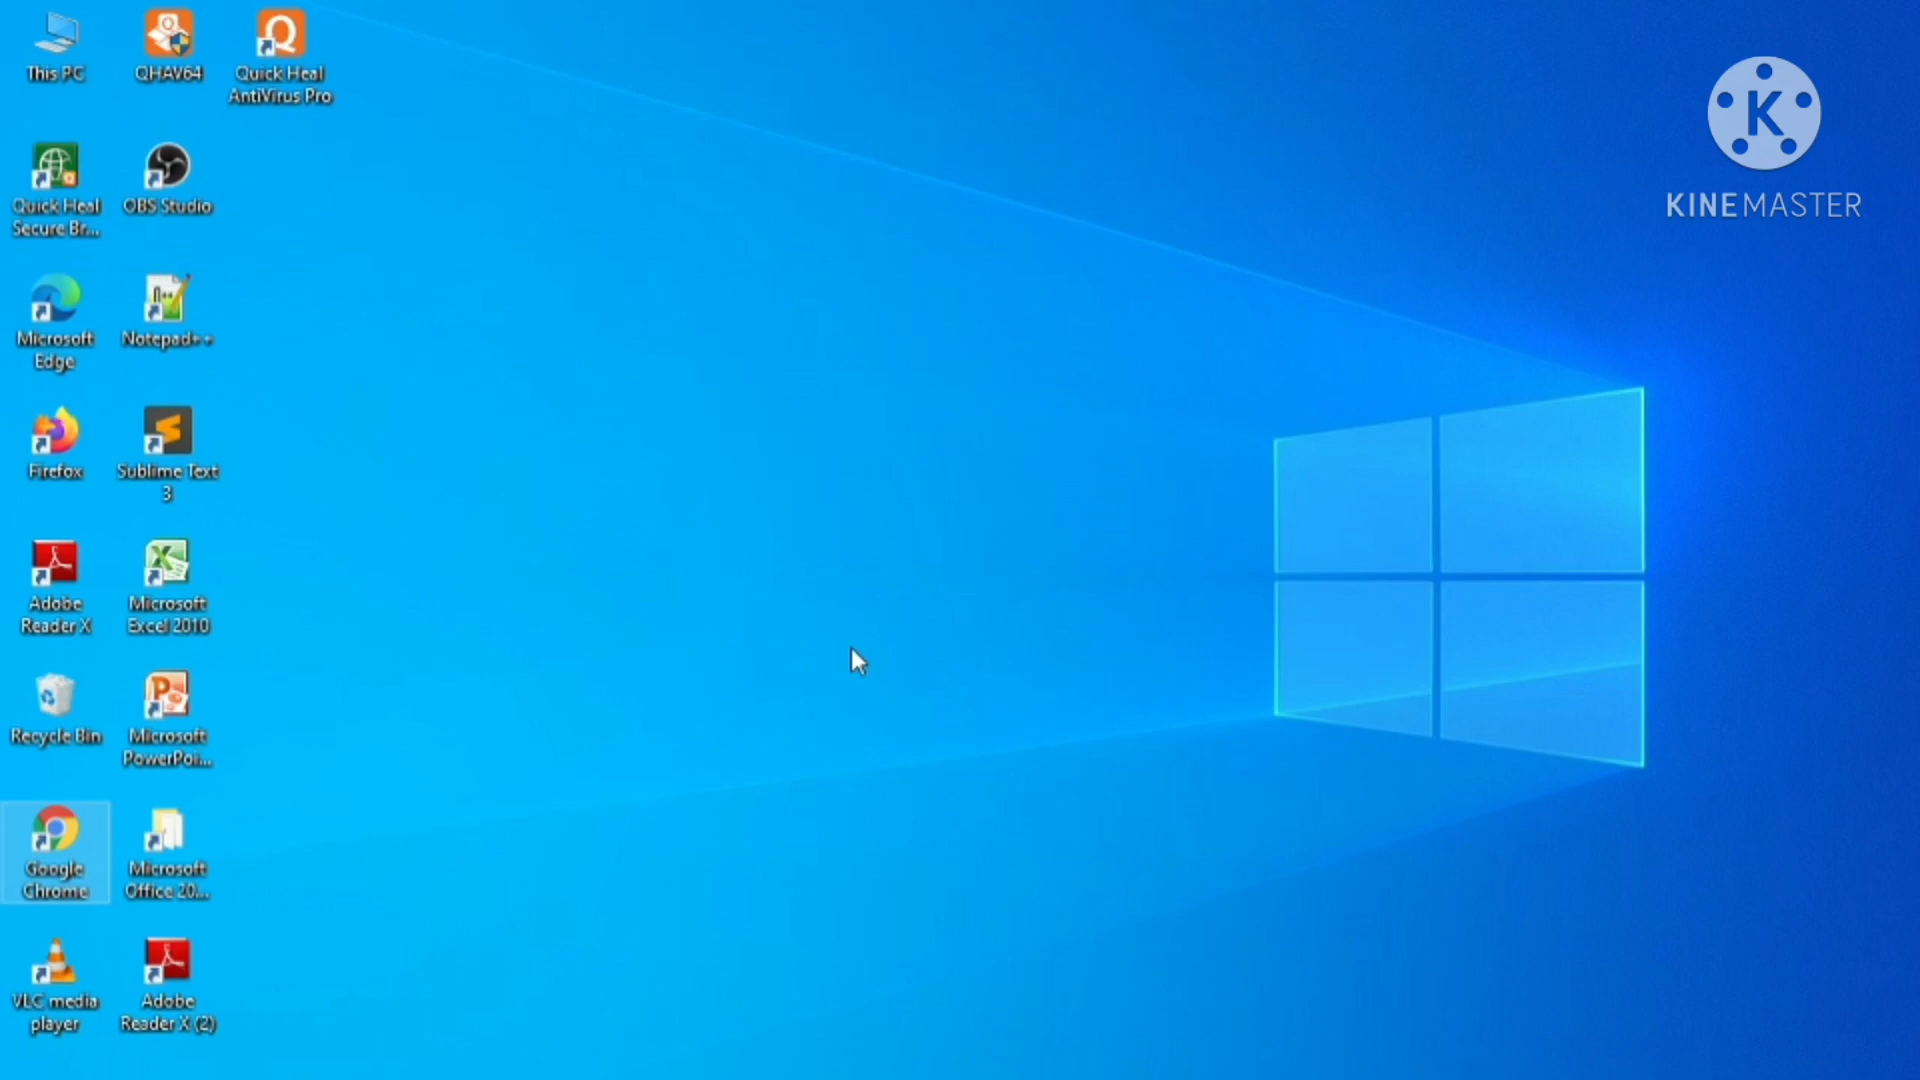 This PC
QHAV64
Quick Heal
AntiVirus Pro
Quick Heal
Secure Br...
OBS Studio
Microsoft
Edge
Notepad++
Firefox
Sublime Text
3
Adobe
Reader X
Microsoft
Excel 2010
Recycle Bin
Microsoft
PowerPoi...
Google
Chrome
Microsoft
Office 20...
VLC media
player
Adobe
Reader X (2)
K
KINEMASTER